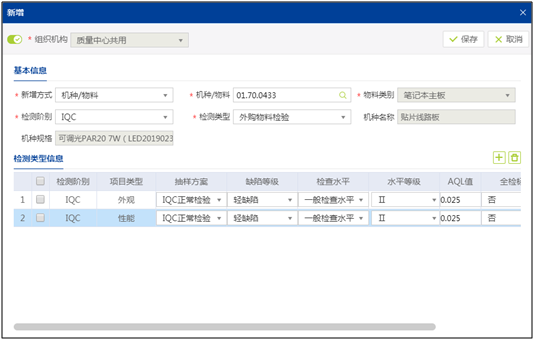 新增
* 组织机构 质量中心共用 保存 取消
基本信息
* 新增方式 机种/物料 * 机种/物料 01.70.0433 * 物料类别 笔记本主板
* 检测阶别 IQC * 检测类型 外购物料检验 机种名称 贴片线路板
机种规格 可调光PAR20 7W（LED2019023
检测类型信息
检测阶别 项目类型 抽样方案 缺陷等级 检查水平 水平等级 AQL值 全检标
1 IQC 外观 IQC正常检验 轻缺陷 一般检查水平 II 0.025 否
2 IQC 性能 IQC正常检验 轻缺陷 一般检查水平 II 0.025 否